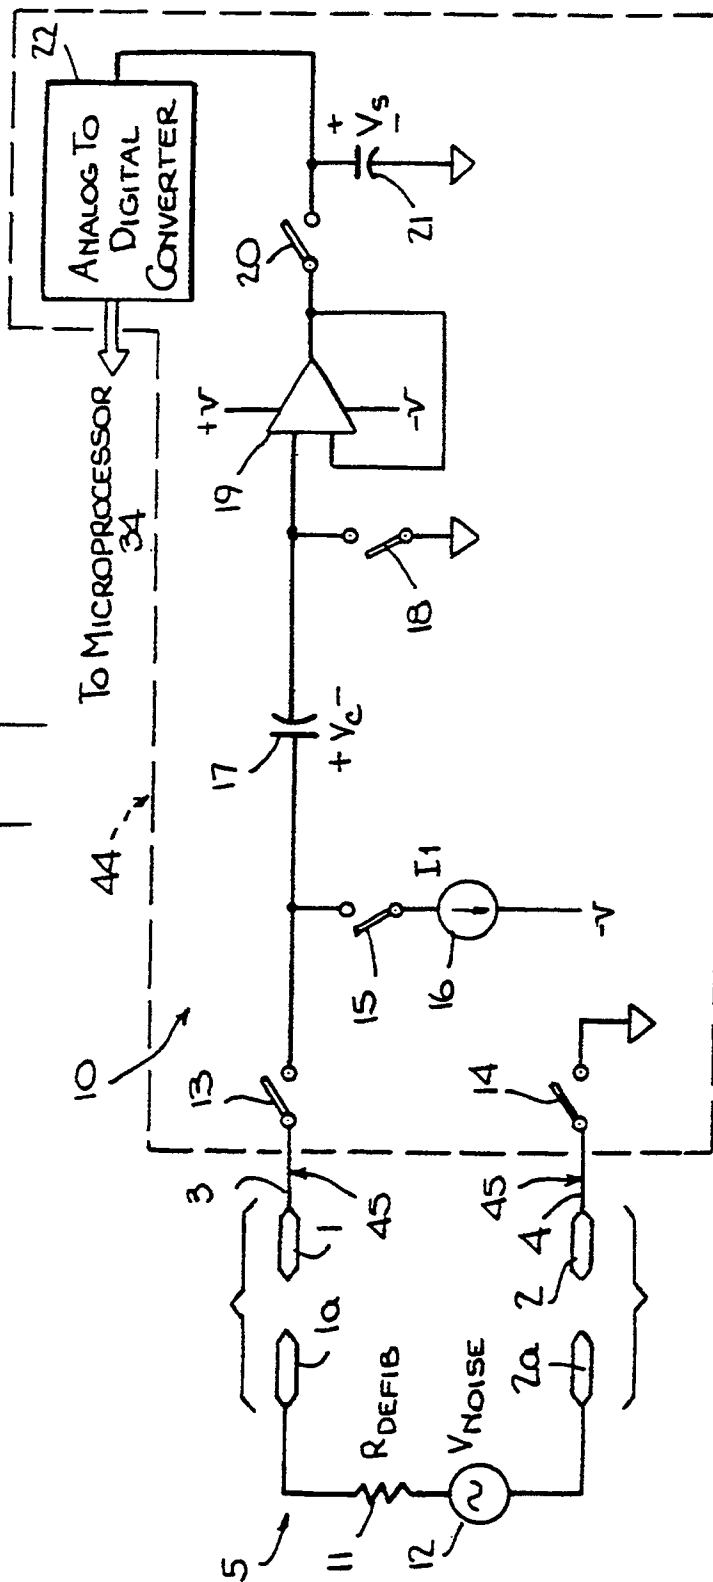 22
ANALOG TO
DIGITAL
CONVERTER
TO MICROPROCESSOR
34
44
10
20
+
Vs
−
21
+V
-V
19
18
17
+ Vc −
I1
15
16
-V
13
14
3
45
1
1a
45
4
2
2a
RDEFIB
VNOISE
5
11
12